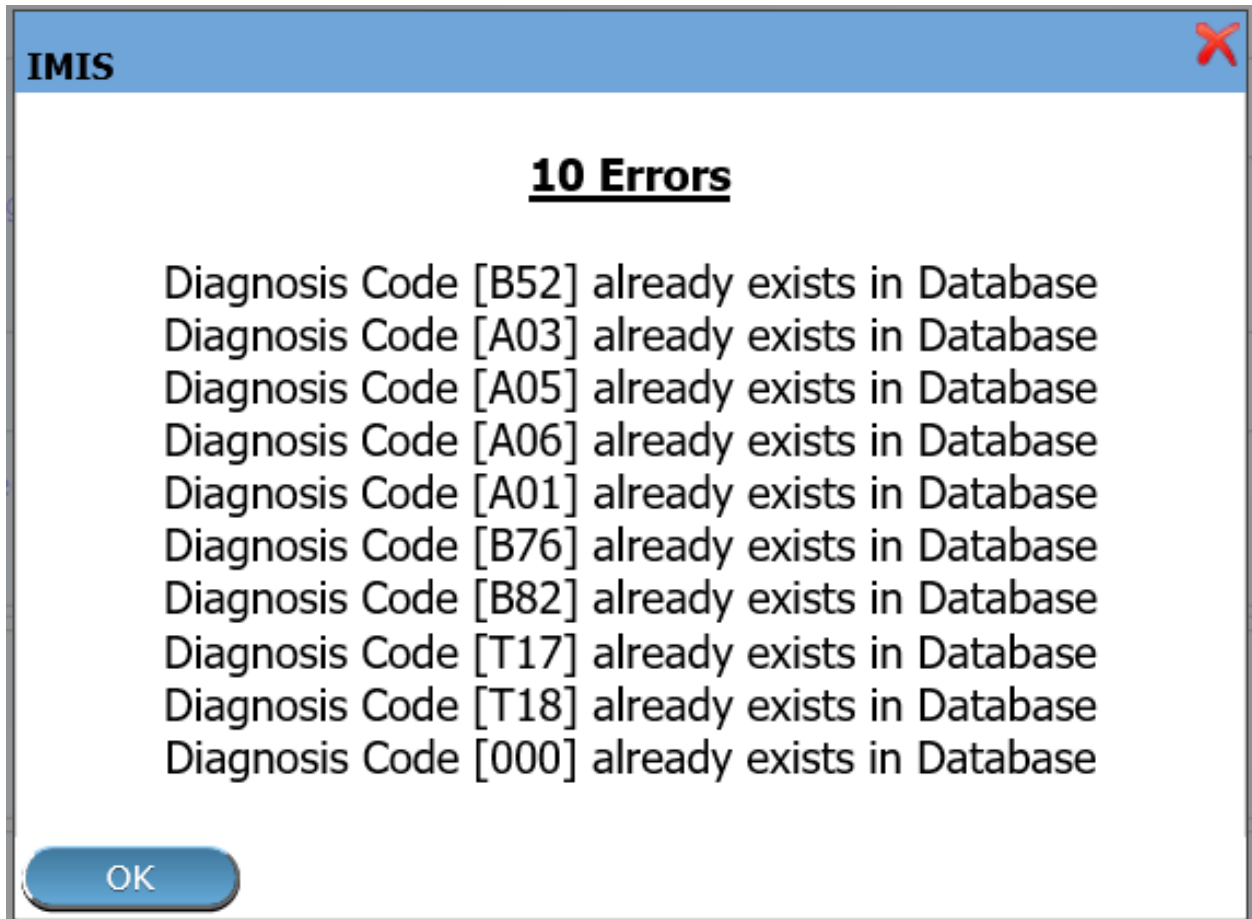 IMIS
10 Errors
Diagnosis Code [B52] already exists in Database
Diagnosis Code [A03] already exists in Database
Diagnosis Code [A05] already exists in Database
Diagnosis Code [A06] already exists in Database
Diagnosis Code [A01] already exists in Database
Diagnosis Code [B76] already exists in Database
Diagnosis Code [B82] already exists in Database
Diagnosis Code [T17] already exists in Database
Diagnosis Code [T18] already exists in Database
Diagnosis Code [000] already exists in Database
OK